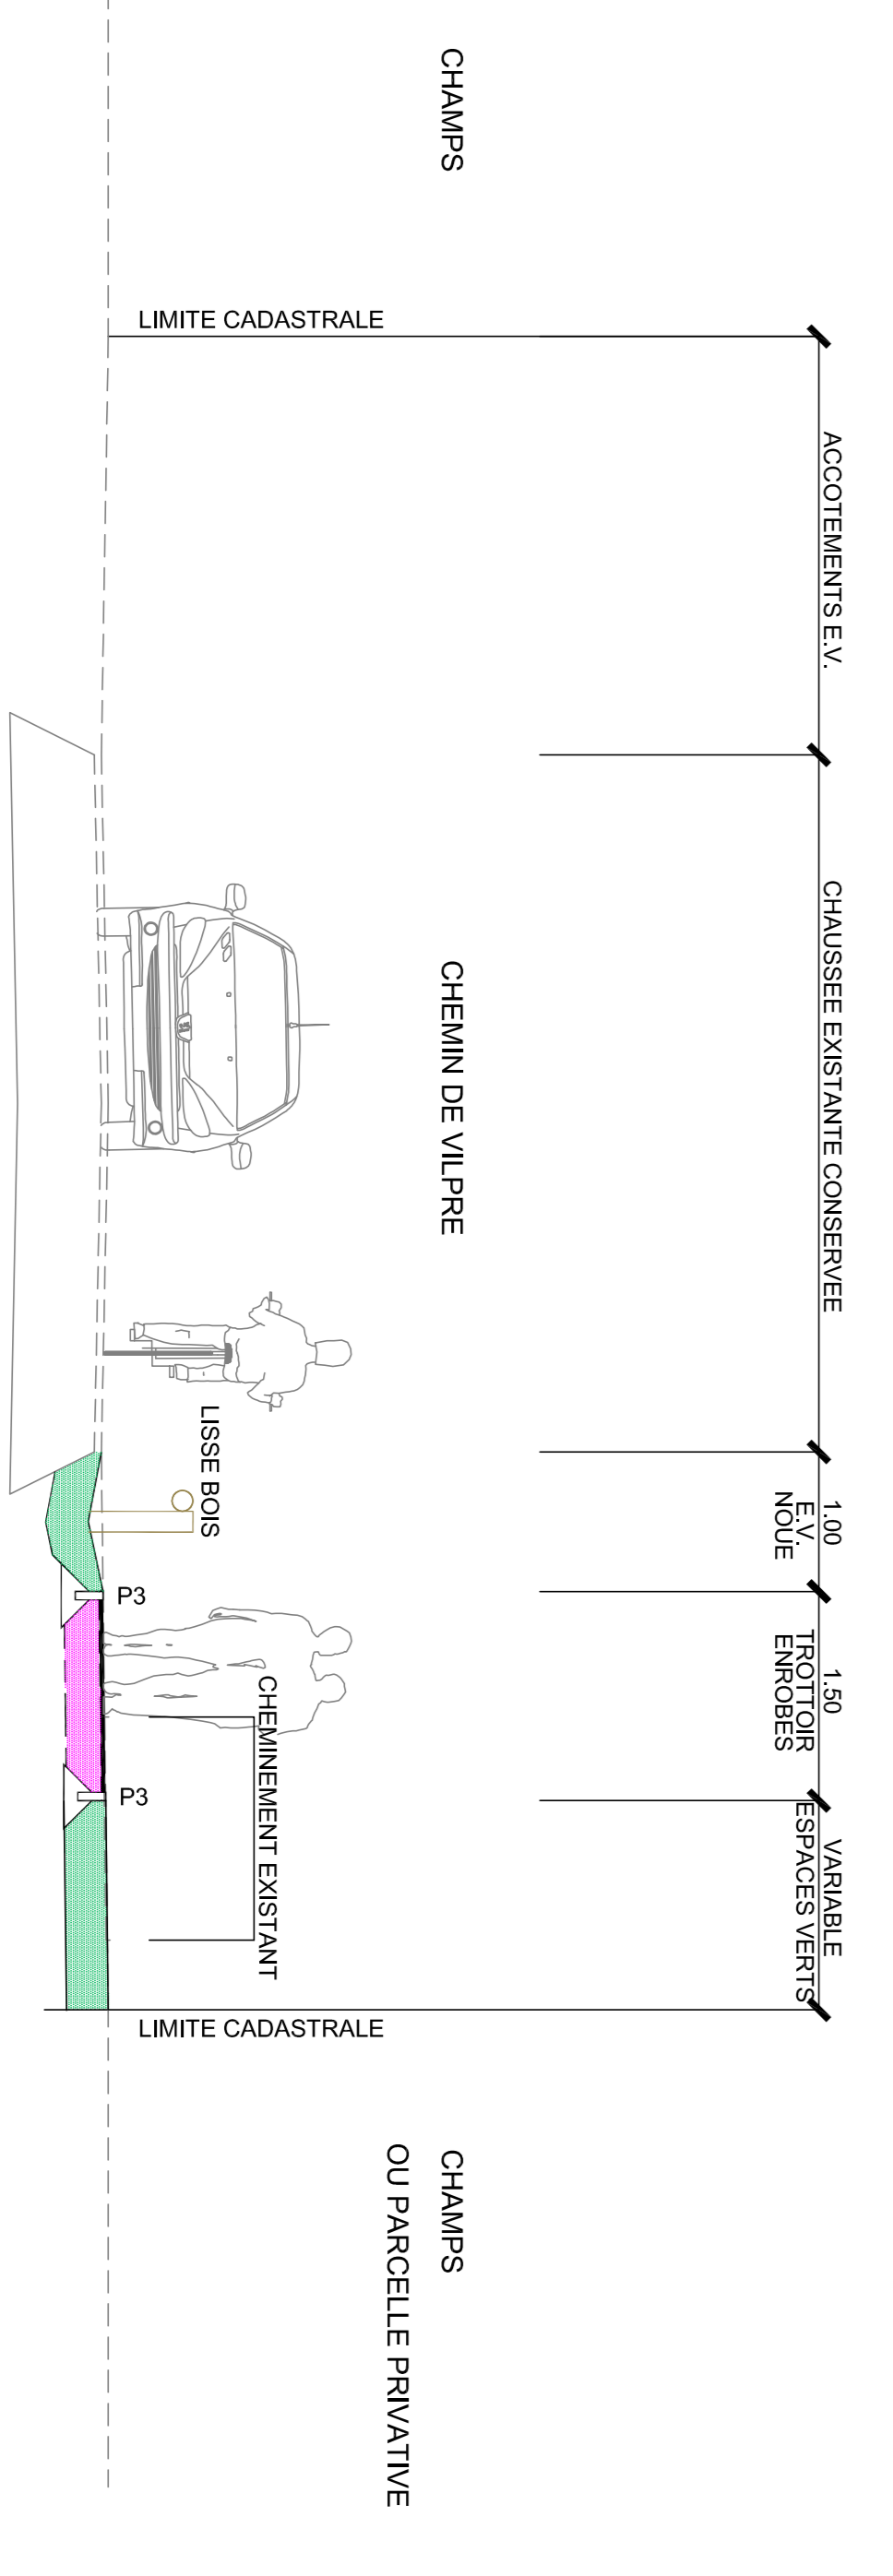 ACCOTEMENTS E.V.
CHAUSSEE EXISTANTE CONSERVEE
1.00
E.V.
NOUE
1.50
TROTTOIR
ENROBES
VARIABLE
ESPACES VERTS
CHAMPS
CHEMIN DE VILPRE
CHAMPS
OU PARCELLE PRIVATIVE
LIMITE CADASTRALE
LISSE BOIS
CHEMINEMENT EXISTANT
LIMITE CADASTRALE
P3
P3